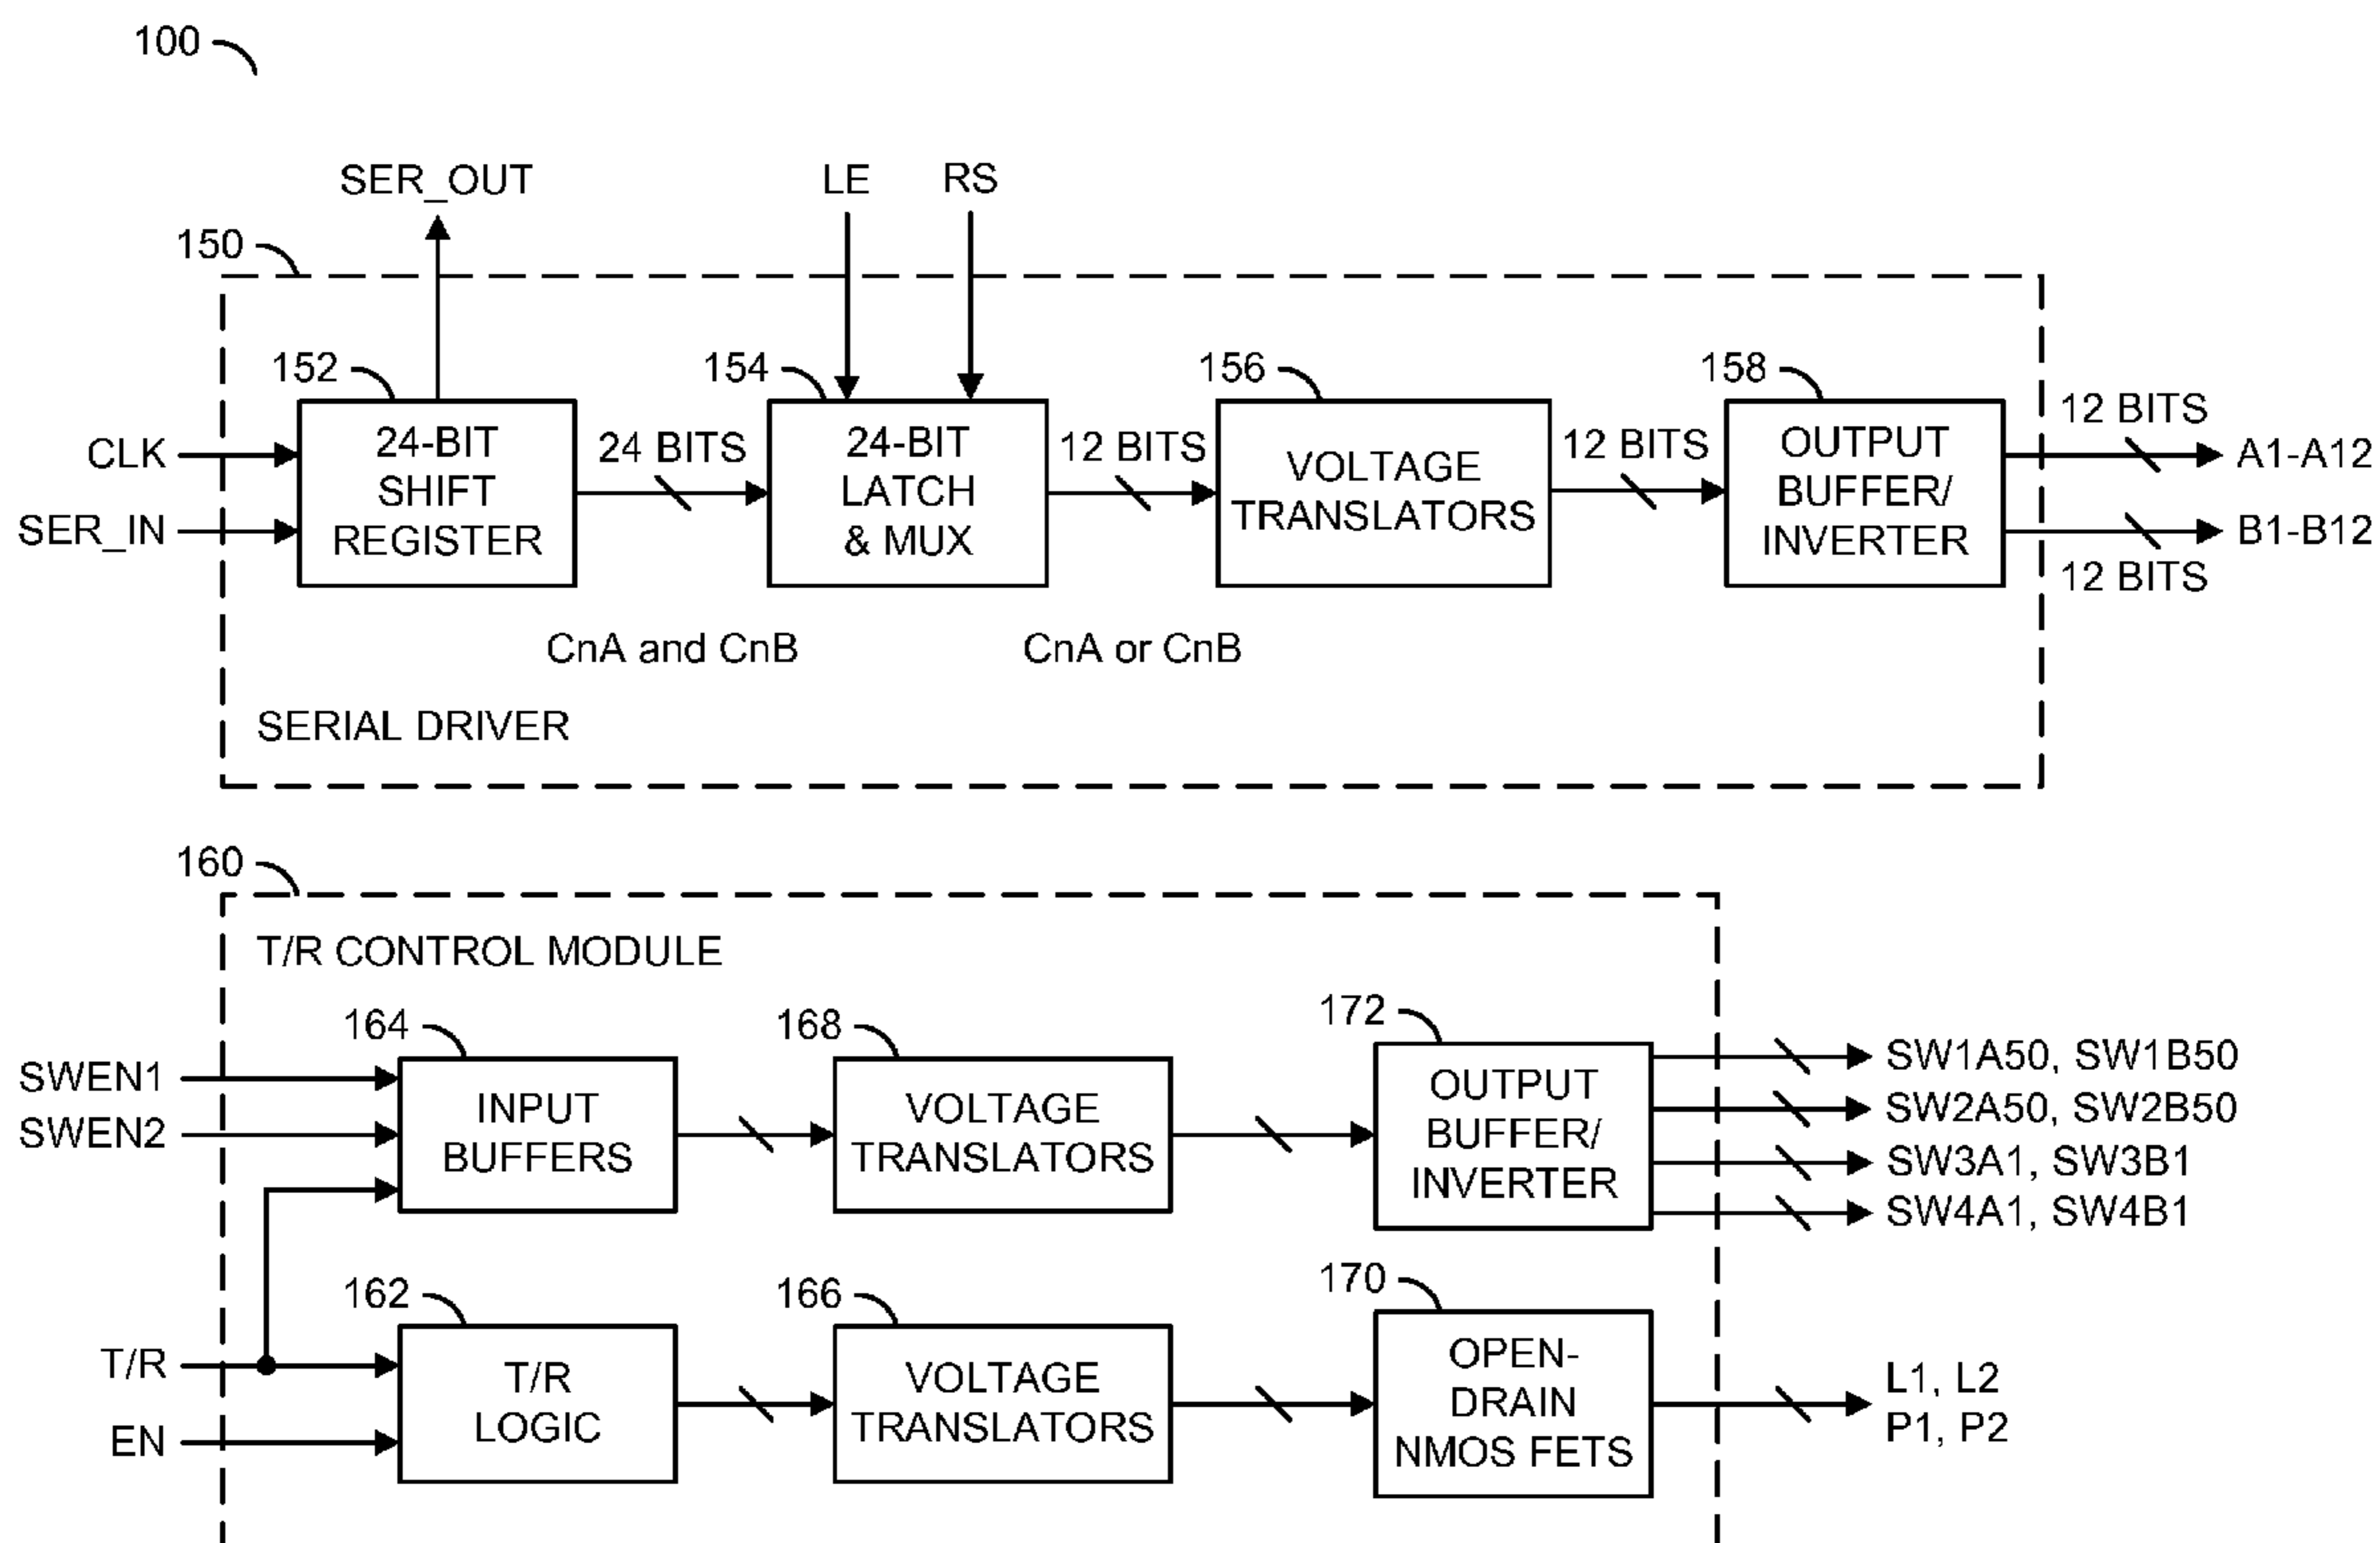 100
SER_OUT
LE
RS
150
152
154
156
158
CLK
SER_IN
24-BIT
SHIFT
REGISTER
24 BITS
24-BIT
LATCH
& MUX
12 BITS
VOLTAGE
TRANSLATORS
12 BITS
OUTPUT
BUFFER/
INVERTER
12 BITS
A1-A12
B1-B12
12 BITS
CnA and CnB
CnA or CnB
SERIAL DRIVER
160
T/R CONTROL MODULE
164
168
172
SWEN1
SWEN2
INPUT
BUFFERS
VOLTAGE
TRANSLATORS
OUTPUT
BUFFER/
INVERTER
SW1A50, SW1B50
SW2A50, SW2B50
SW3A1, SW3B1
SW4A1, SW4B1
162
166
170
T/R
EN
T/R
LOGIC
VOLTAGE
TRANSLATORS
OPEN-
DRAIN
NMOS FETS
L1, L2
P1, P2